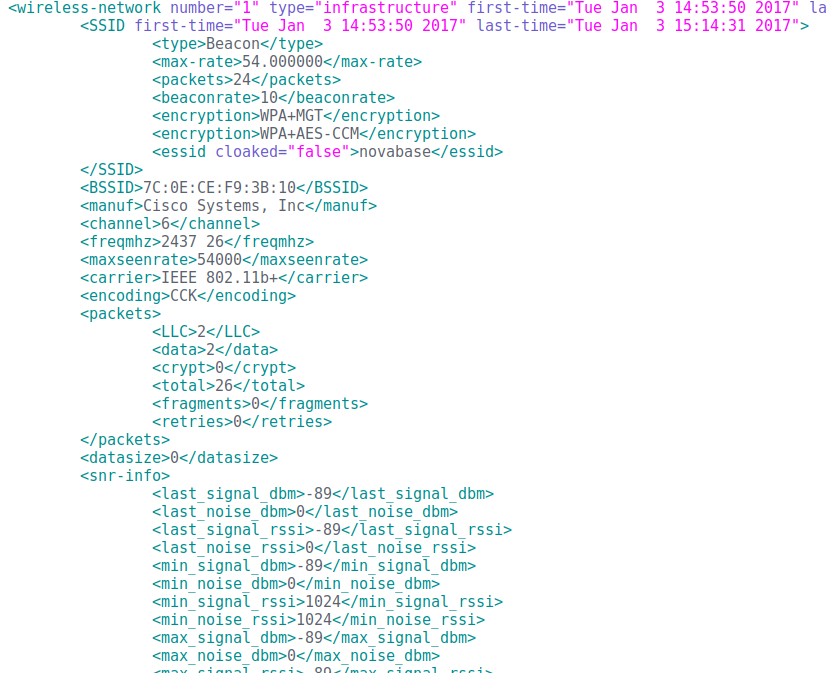 <wireless-network number="1" type="infrastructure" first-time="Tue Jan  3 14:53:50 2017" la
<SSID first-time="Tue Jan  3 14:53:50 2017" last-time="Tue Jan  3 15:14:31 2017">
<type>Beacon</type>
<max-rate>54.000000</max-rate>
<packets>24</packets>
<beaconrate>10</beaconrate>
<encryption>WPA+MGT</encryption>
<encryption>WPA+AES-CCM</encryption>
<essid cloaked="false">novabase</essid>
</SSID>
<BSSID>7C:0E:CE:F9:3B:10</BSSID>
<manuf>Cisco Systems, Inc</manuf>
<channel>6</channel>
<freqmhz>2437 26</freqmhz>
<maxseenrate>54000</maxseenrate>
<carrier>IEEE 802.11b+</carrier>
<encoding>CCK</encoding>
<packets>
<LLC>2</LLC>
<data>2</data>
<crypt>0</crypt>
<total>26</total>
<fragments>0</fragments>
<retries>0</retries>
</packets>
<datasize>0</datasize>
<snr-info>
<last_signal_dbm>-89</last_signal_dbm>
<last_noise_dbm>0</last_noise_dbm>
<last_signal_rssi>-89</last_signal_rssi>
<last_noise_rssi>0</last_noise_rssi>
<min_signal_dbm>-89</min_signal_dbm>
<min_noise_dbm>0</min_noise_dbm>
<min_signal_rssi>1024</min_signal_rssi>
<min_noise_rssi>1024</min_noise_rssi>
<max_signal_dbm>-89</max_signal_dbm>
<max_noise_dbm>0</max_noise_dbm>
<max_signal_rssi>-89</max_signal_rssi>